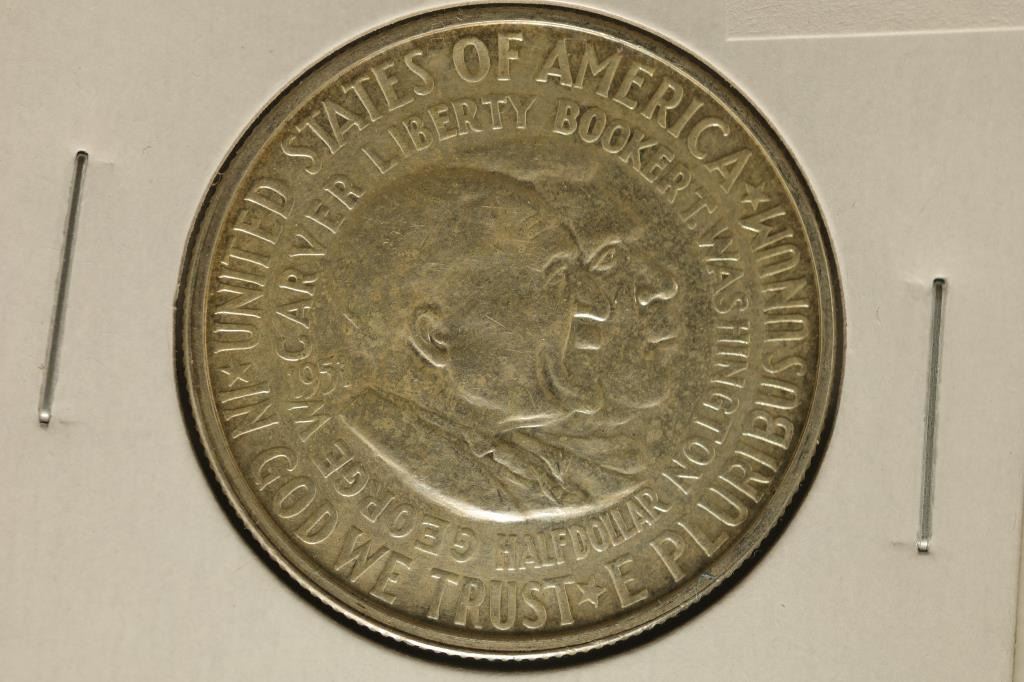 ★ UNITED STATES OF AMERICA ★
E PLURIBUS UNUM ★
IN GOD WE TRUST ★
GEORGE W. CARVER
LIBERTY
BOOKER T. WASHINGTON
HALF DOLLAR
1951